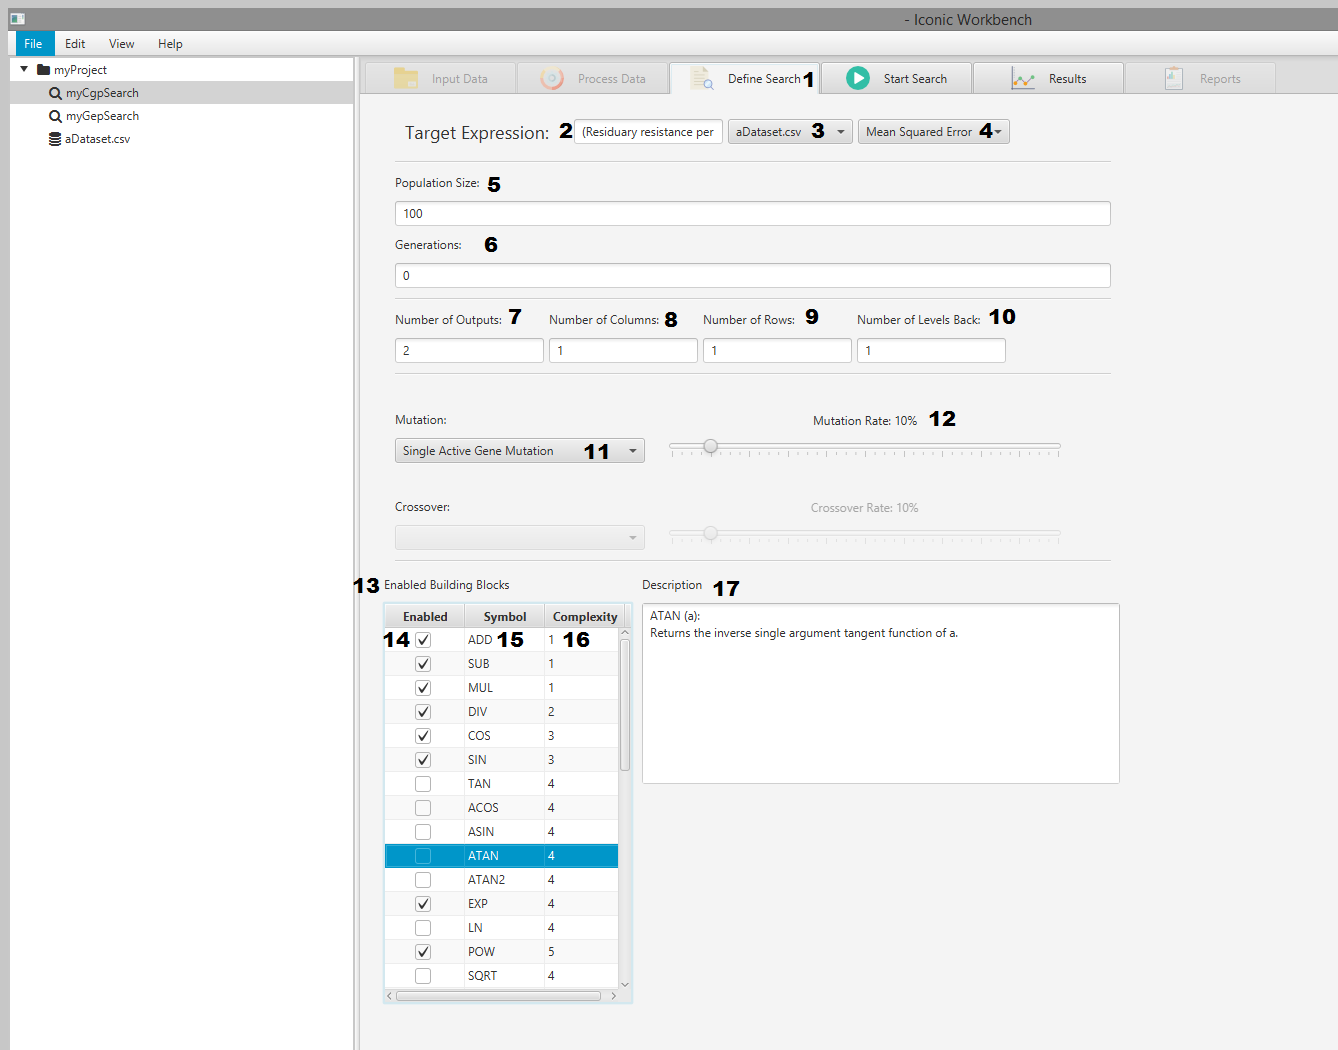 - Iconic Workbench
File Edit View Help
myProject
myCgpSearch
myGepSearch
aDataset.csv
Input Data Process Data Define Search 1 Start Search Results Reports
Target Expression: 2 (Residuary resistance per aDataset.csv 3 Mean Squared Error 4
Population Size: 5
100
Generations: 6
0
Number of Outputs: 7 Number of Columns: 8 Number of Rows: 9 Number of Levels Back: 10
2 1 1 1
Mutation: Mutation Rate: 10% 12
Single Active Gene Mutation 11
Crossover: Crossover Rate: 10%
13 Enabled Building Blocks Description 17
Enabled Symbol Complexity
14 ADD 15 1 16
SUB 1
MUL 1
DIV 2
COS 3
SIN 3
TAN 4
ACOS 4
ASIN 4
ATAN 4
ATAN2 4
EXP 4
LN 4
POW 5
SQRT 4
ATAN (a):
Returns the inverse single argument tangent function of a.